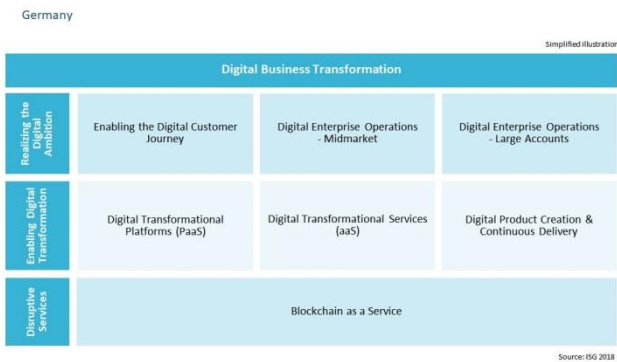 Germany
Simplified Illustration
Digital Business Transformation
Realizing the
Digital
Ambition
Enabling the Digital Customer
Journey
Digital Enterprise Operations
- Midmarket
Digital Enterprise Operations
- Large Accounts
Enabling Digital
Transformation
Digital Transformational
Platforms (PaaS)
Digital Transformational Services
(aaS)
Digital Product Creation &
Continuous Delivery
Disruptive
Services
Blockchain as a Service
Source: ISG 2018